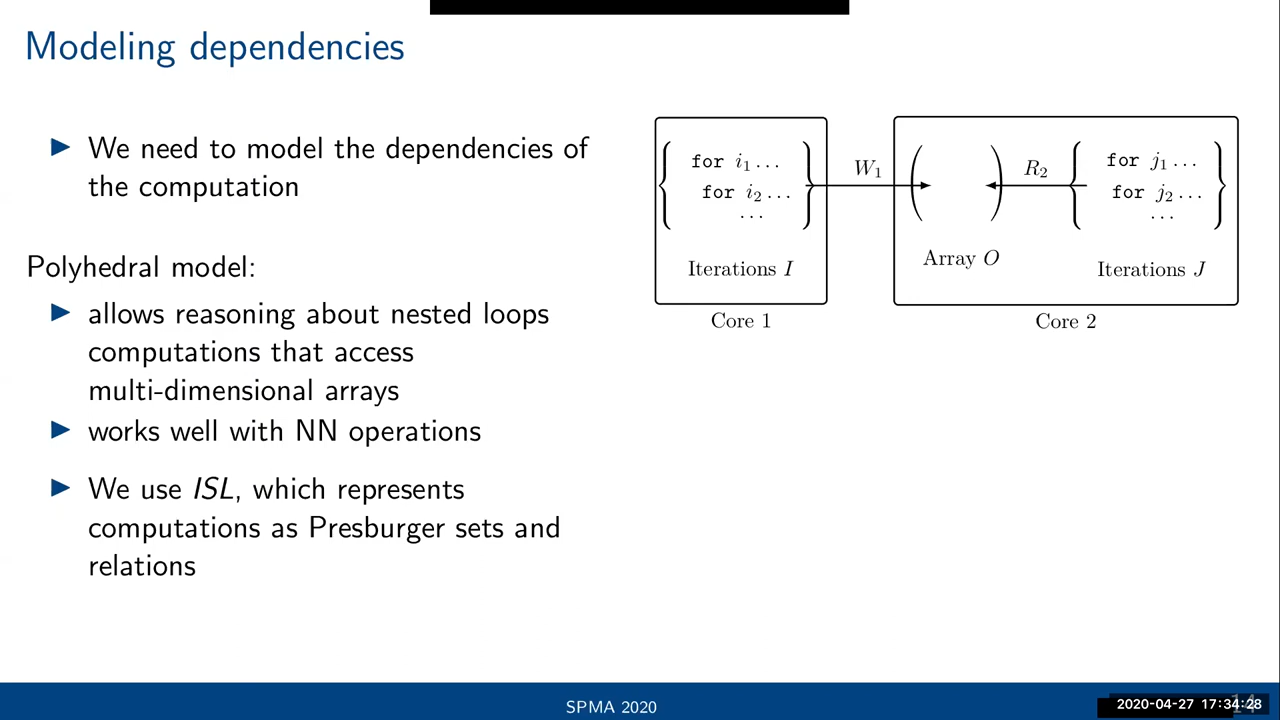 Modeling dependencies
▶ We need to model the dependencies of
the computation
Polyhedral model:
▶ allows reasoning about nested loops
computations that access
multi-dimensional arrays
▶ works well with NN operations
▶ We use ISL, which represents
computations as Presburger sets and
relations
for i₁ ...
for i₂ ...
...
Iterations I
Core 1
W₁
Array O
R₂
for j₁ ...
for j₂ ...
...
Iterations J
Core 2
SPMA 2020
14
2020-04-27 17:34:28